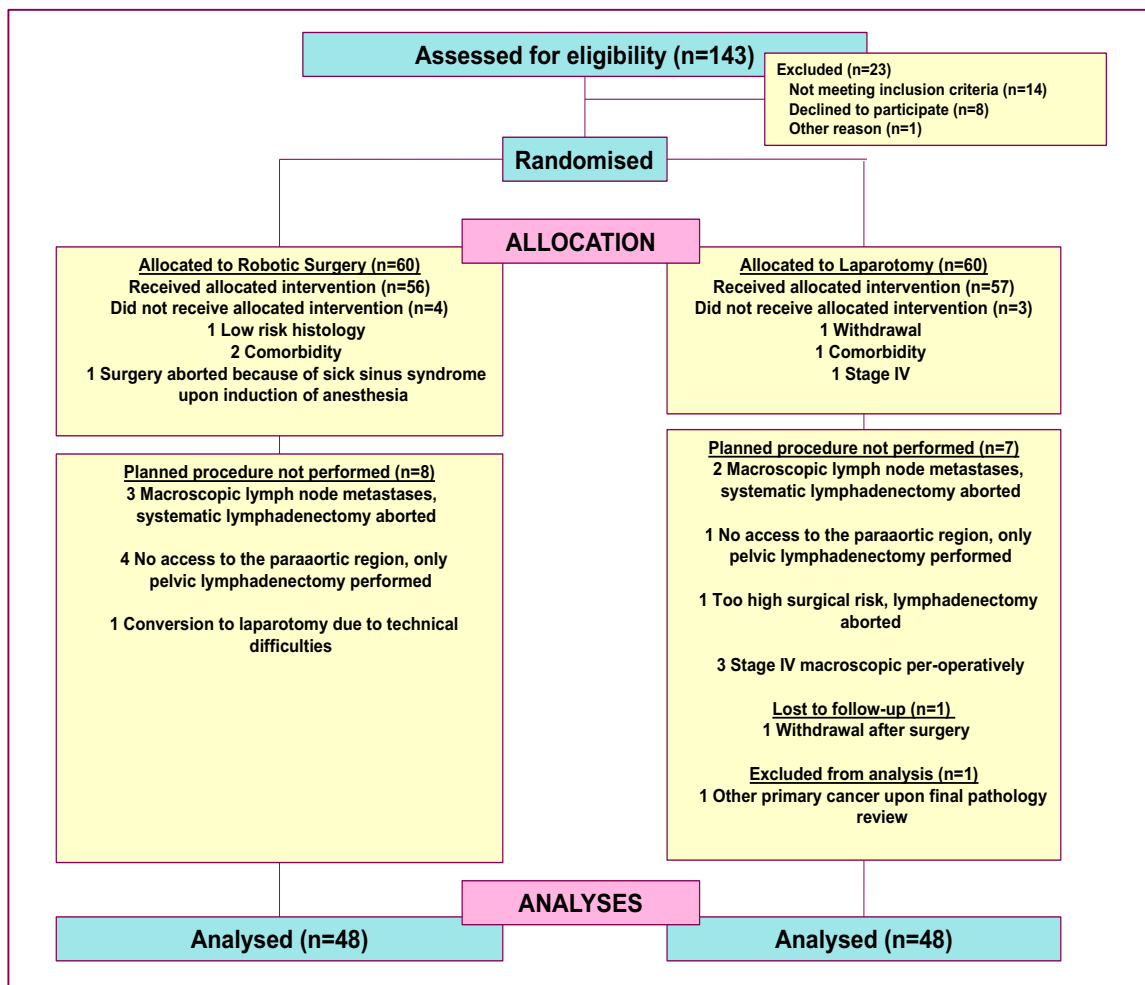 Assessed for eligibility (n=143)
Excluded (n=23)
Not meeting inclusion criteria (n=14)
Declined to participate (n=8)
Other reason (n=1)
Randomised
ALLOCATION
Allocated to Robotic Surgery (n=60)
Received allocated intervention (n=56)
Did not receive allocated intervention (n=4)
1 Low risk histology
2 Comorbidity
1 Surgery aborted because of sick sinus syndrome
upon induction of anesthesia
Allocated to Laparotomy (n=60)
Received allocated intervention (n=57)
Did not receive allocated intervention (n=3)
1 Withdrawal
1 Comorbidity
1 Stage IV
Planned procedure not performed (n=8)
3 Macroscopic lymph node metastases,
systematic lymphadenectomy aborted
4 No access to the paraaortic region, only
pelvic lymphadenectomy performed
1 Conversion to laparotomy due to technical
difficulties
Planned procedure not performed (n=7)
2 Macroscopic lymph node metastases,
systematic lymphadenectomy aborted
1 No access to the paraaortic region, only
pelvic lymphadenectomy performed
1 Too high surgical risk, lymphadenectomy
aborted
3 Stage IV macroscopic per-operatively
Lost to follow-up (n=1)
1 Withdrawal after surgery
Excluded from analysis (n=1)
1 Other primary cancer upon final pathology
review
ANALYSES
Analysed (n=48)
Analysed (n=48)